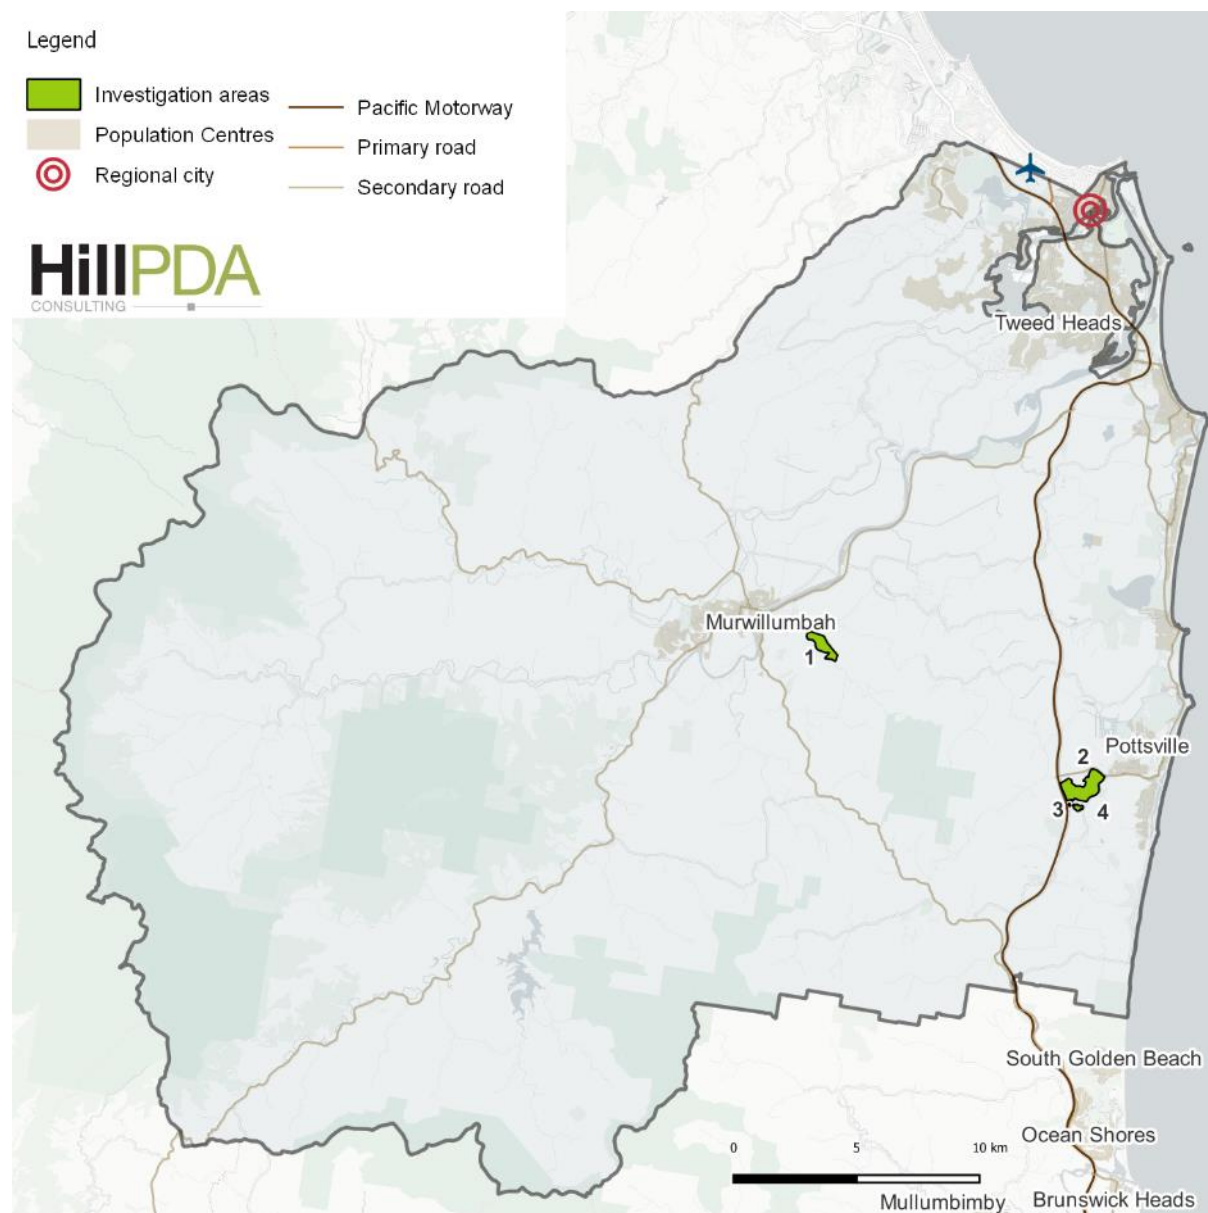 Legend
Investigation areas
Population Centres
Regional city
Pacific Motorway
Primary road
Secondary road
HillPDA
CONSULTING
Tweed Heads
Murwillumbah
1
Pottsville
2
3
4
South Golden Beach
Ocean Shores
0 5 10 km
Mullumbimby
Brunswick Heads